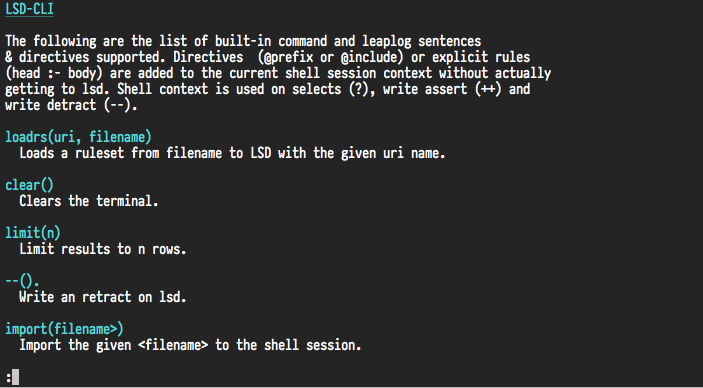 LSD-CLI
The following are the list of built-in command and leaplog sentences
& directives supported. Directives (@prefix or @include) or explicit rules
(head :- body) are added to the current shell session context without actually
getting to lsd. Shell context is used on selects (?), write assert (++) and
write detract (--).
loadrs(uri, filename)
Loads a ruleset from filename to LSD with the given uri name.
clear()
Clears the terminal.
limit(n)
Limit results to n rows.
--().
Write an retract on lsd.
import(filename>)
Import the given <filename> to the shell session.
: